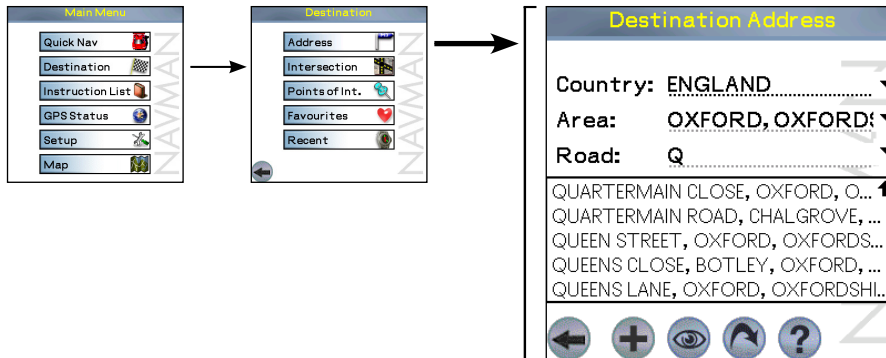 Main Menu
Quick Nav
Destination
Instruction List
GPS Status
Setup
Map
NAVMAN
Destination
Address
Intersection
Points of Int.
Favourites
Recent
NAVMAN
Destination Address
Country: ENGLAND
Area: OXFORD, OXFORDS
Road: Q
QUARTERMAIN CLOSE, OXFORD, O...
QUARTERMAIN ROAD, CHALGROVE, ...
QUEEN STREET, OXFORD, OXFORDS...
QUEENS CLOSE, BOTLEY, OXFORD, ...
QUEENS LANE, OXFORD, OXFORDSHI...
?